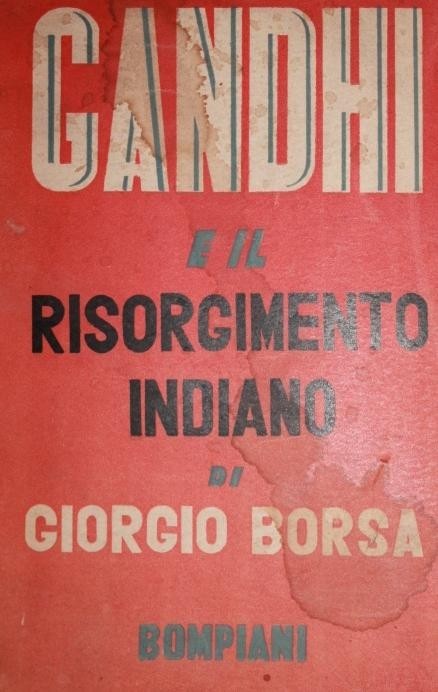 GANDHI
E IL
RISORGIMENTO
INDIANO
DI
GIORGIO BORSA
BOMPIANI